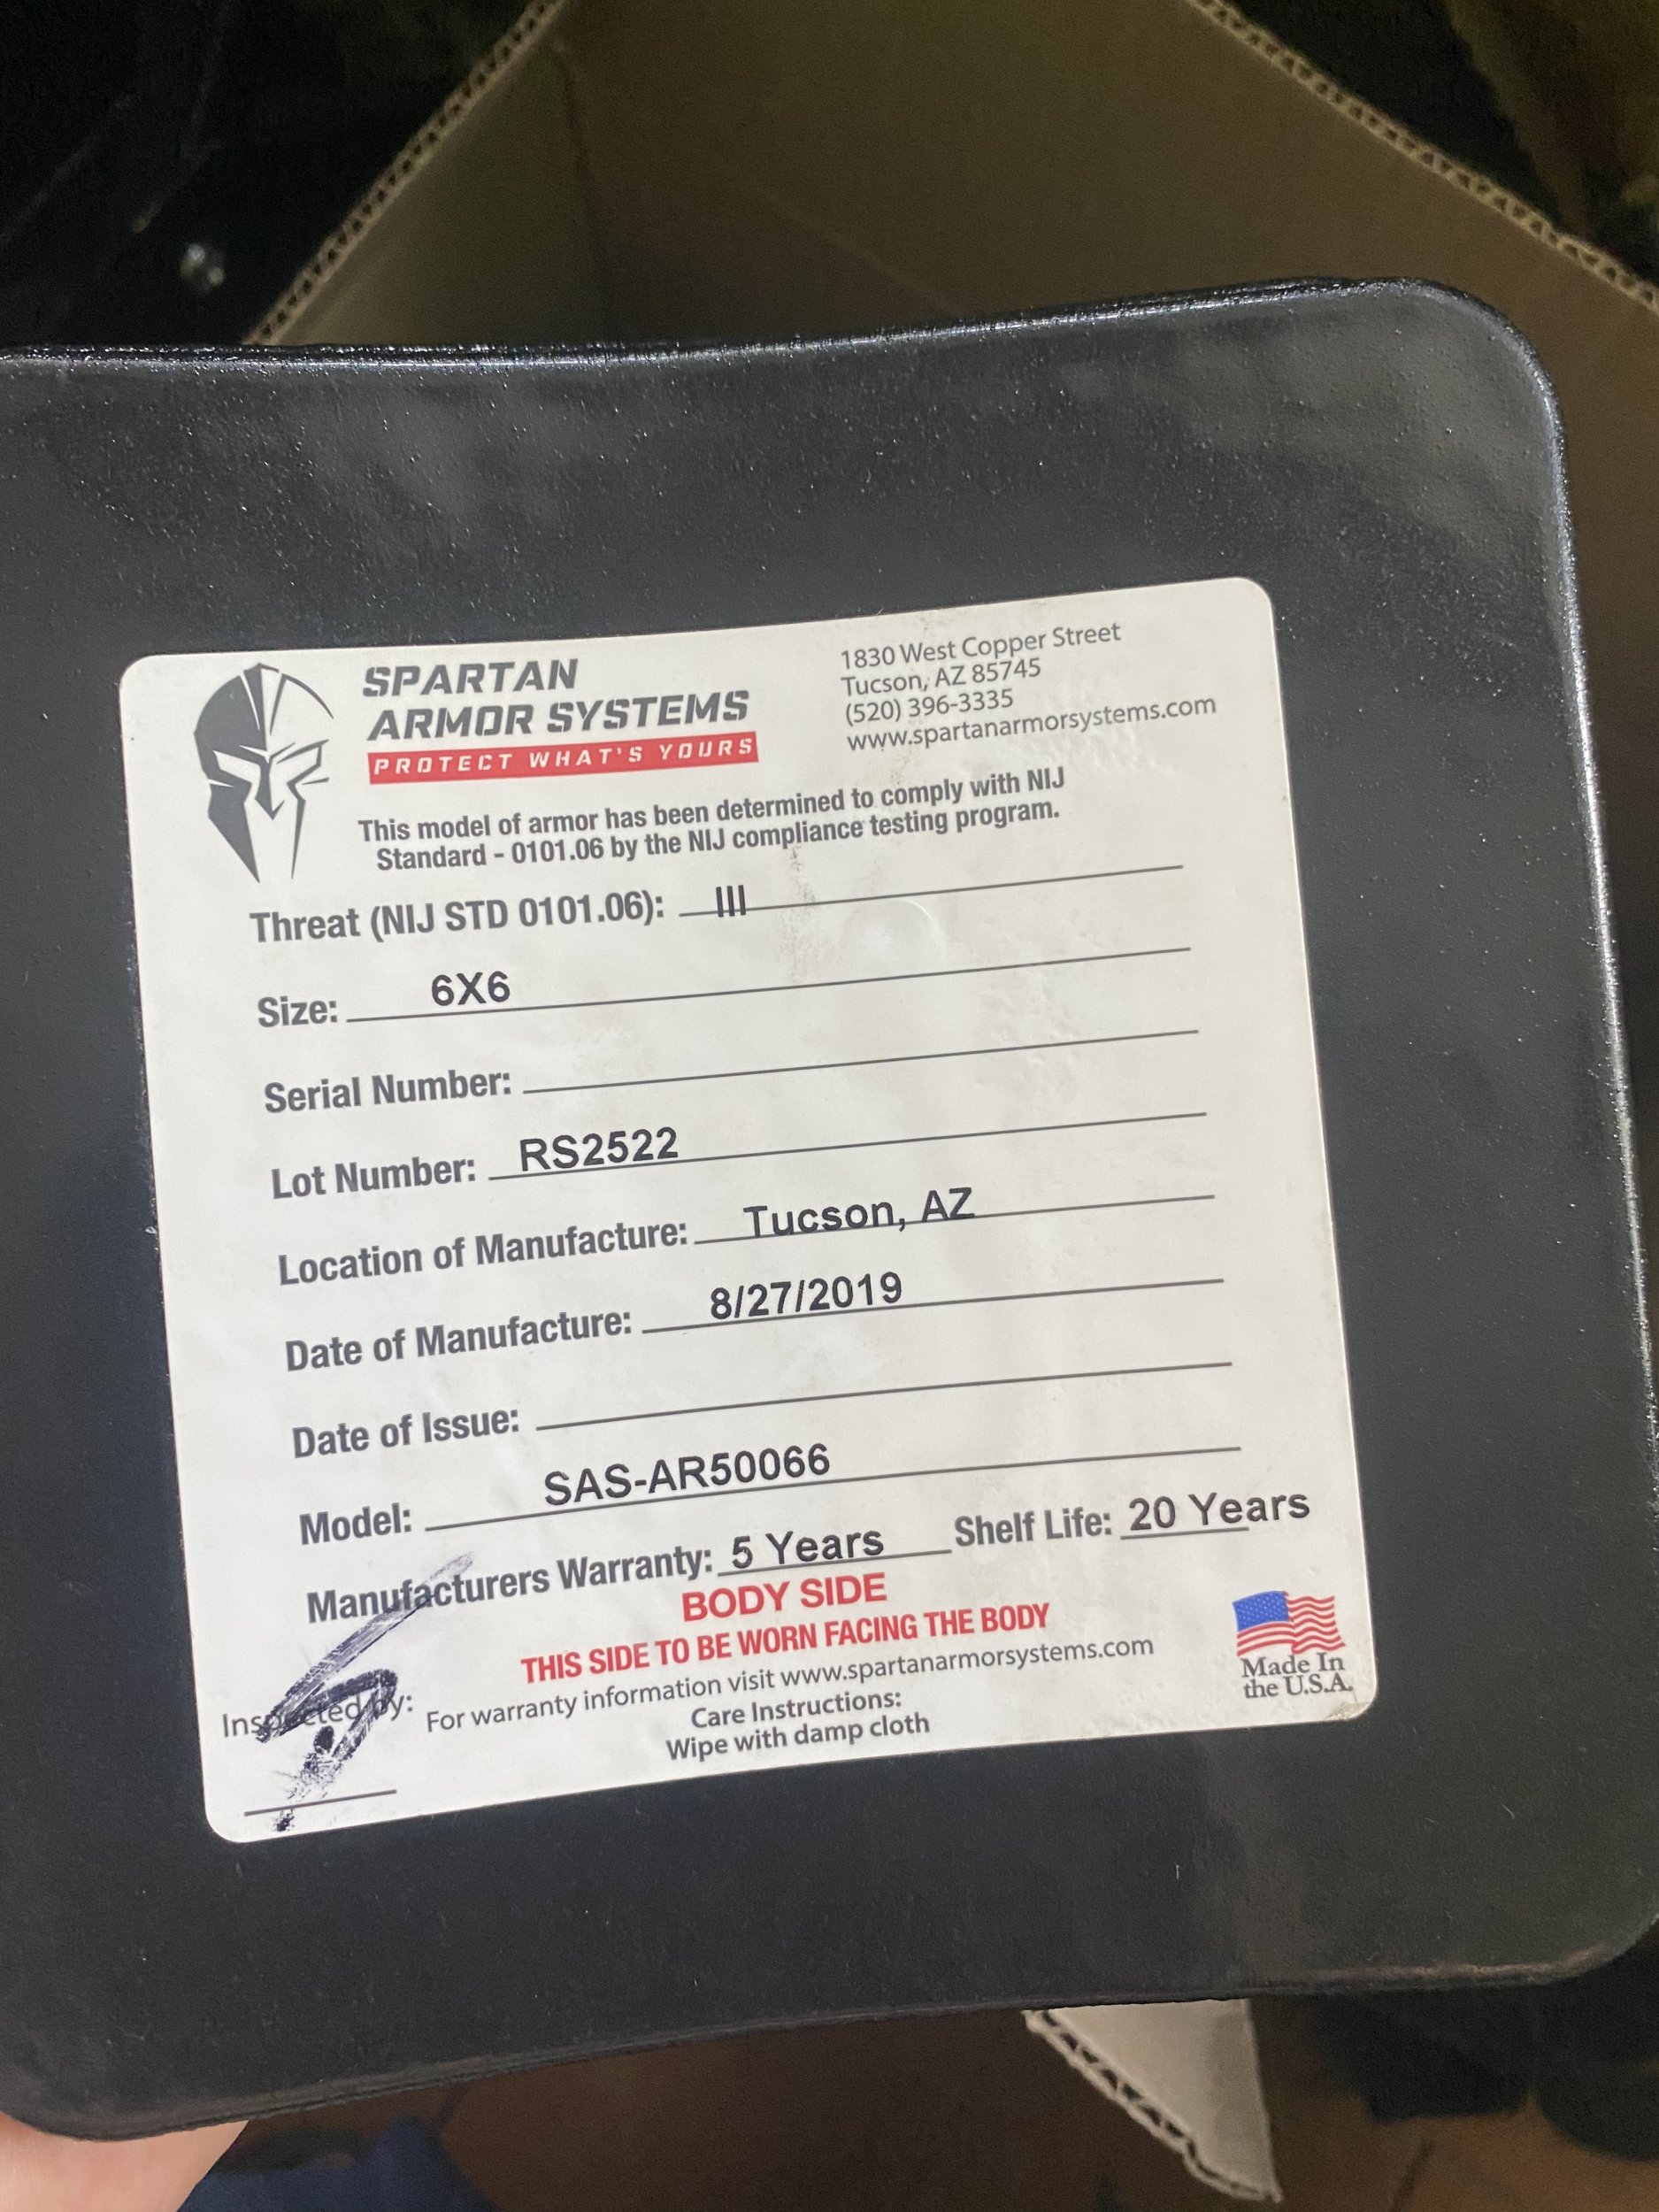 SPARTAN
ARMOR SYSTEMS
PROTECT WHAT'S YOURS
1830 West Copper Street
Tucson, AZ 85745
(520) 396-3335
www.spartanarmorsystems.com
This model of armor has been determined to comply with NIJ
Standard - 0101.06 by the NIJ compliance testing program.
Threat (NIJ STD 0101.06): III
Size: 6X6
Serial Number:
Lot Number: RS2522
Location of Manufacture: Tucson, AZ
Date of Manufacture: 8/27/2019
Date of Issue:
Model: SAS-AR50066
Manufacturers Warranty: 5 Years Shelf Life: 20 Years
BODY SIDE
THIS SIDE TO BE WORN FACING THE BODY
For warranty information visit www.spartanarmorsystems.com
Care Instructions:
Wipe with damp cloth
Inspected by:
Made In
the U.S.A.